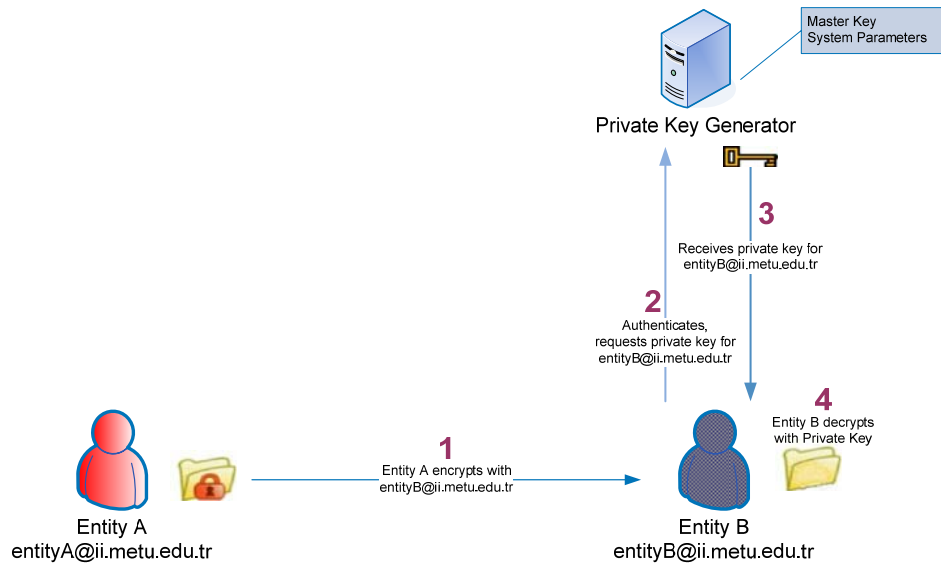 Master Key
System Parameters
Private Key Generator
3
Receives private key for
entityB@ii.metu.edu.tr
2
Authenticates,
requests private key for
entityB@ii.metu.edu.tr
4
Entity B decrypts
with Private Key
1
Entity A encrypts with
entityB@ii.metu.edu.tr
Entity A
entityA@ii.metu.edu.tr
Entity B
entityB@ii.metu.edu.tr